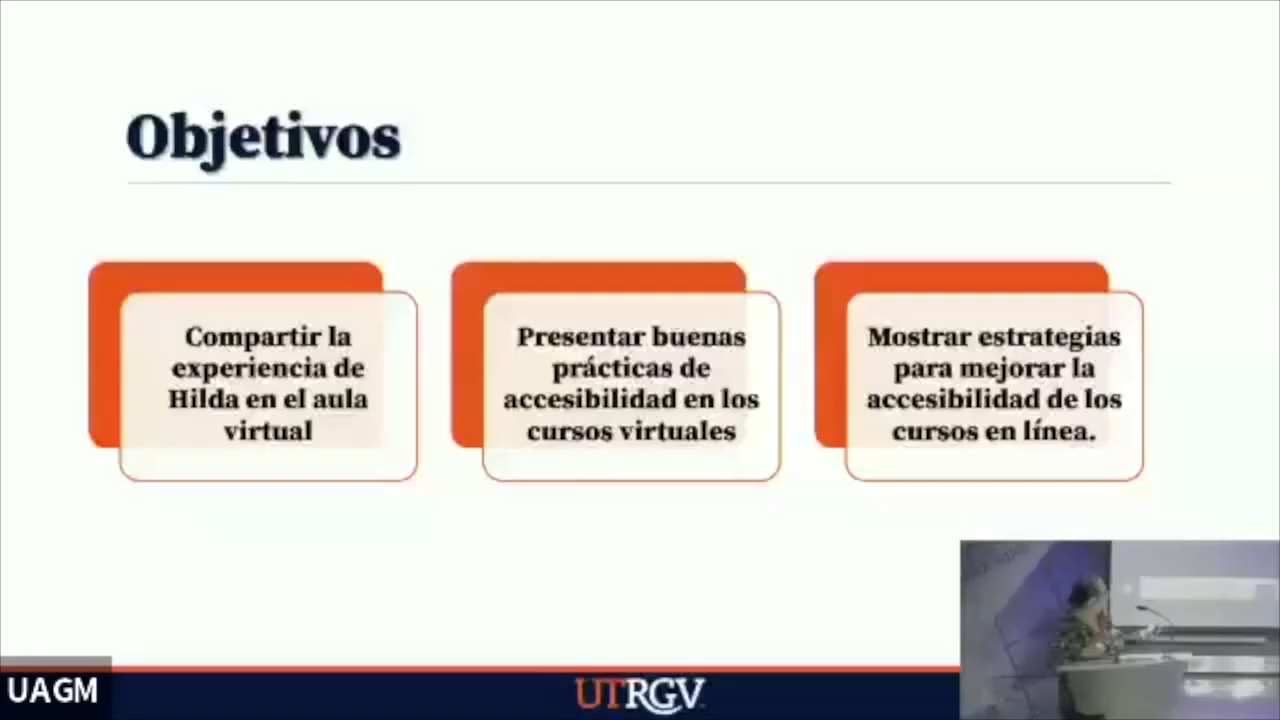 Objetivos
Compartir la
experiencia de
Hilda en el aula
virtual
Presentar buenas
prácticas de
accesibilidad en los
cursos virtuales
Mostrar estrategias
para mejorar la
accesibilidad de los
cursos en línea.
UAGM
UTRGV